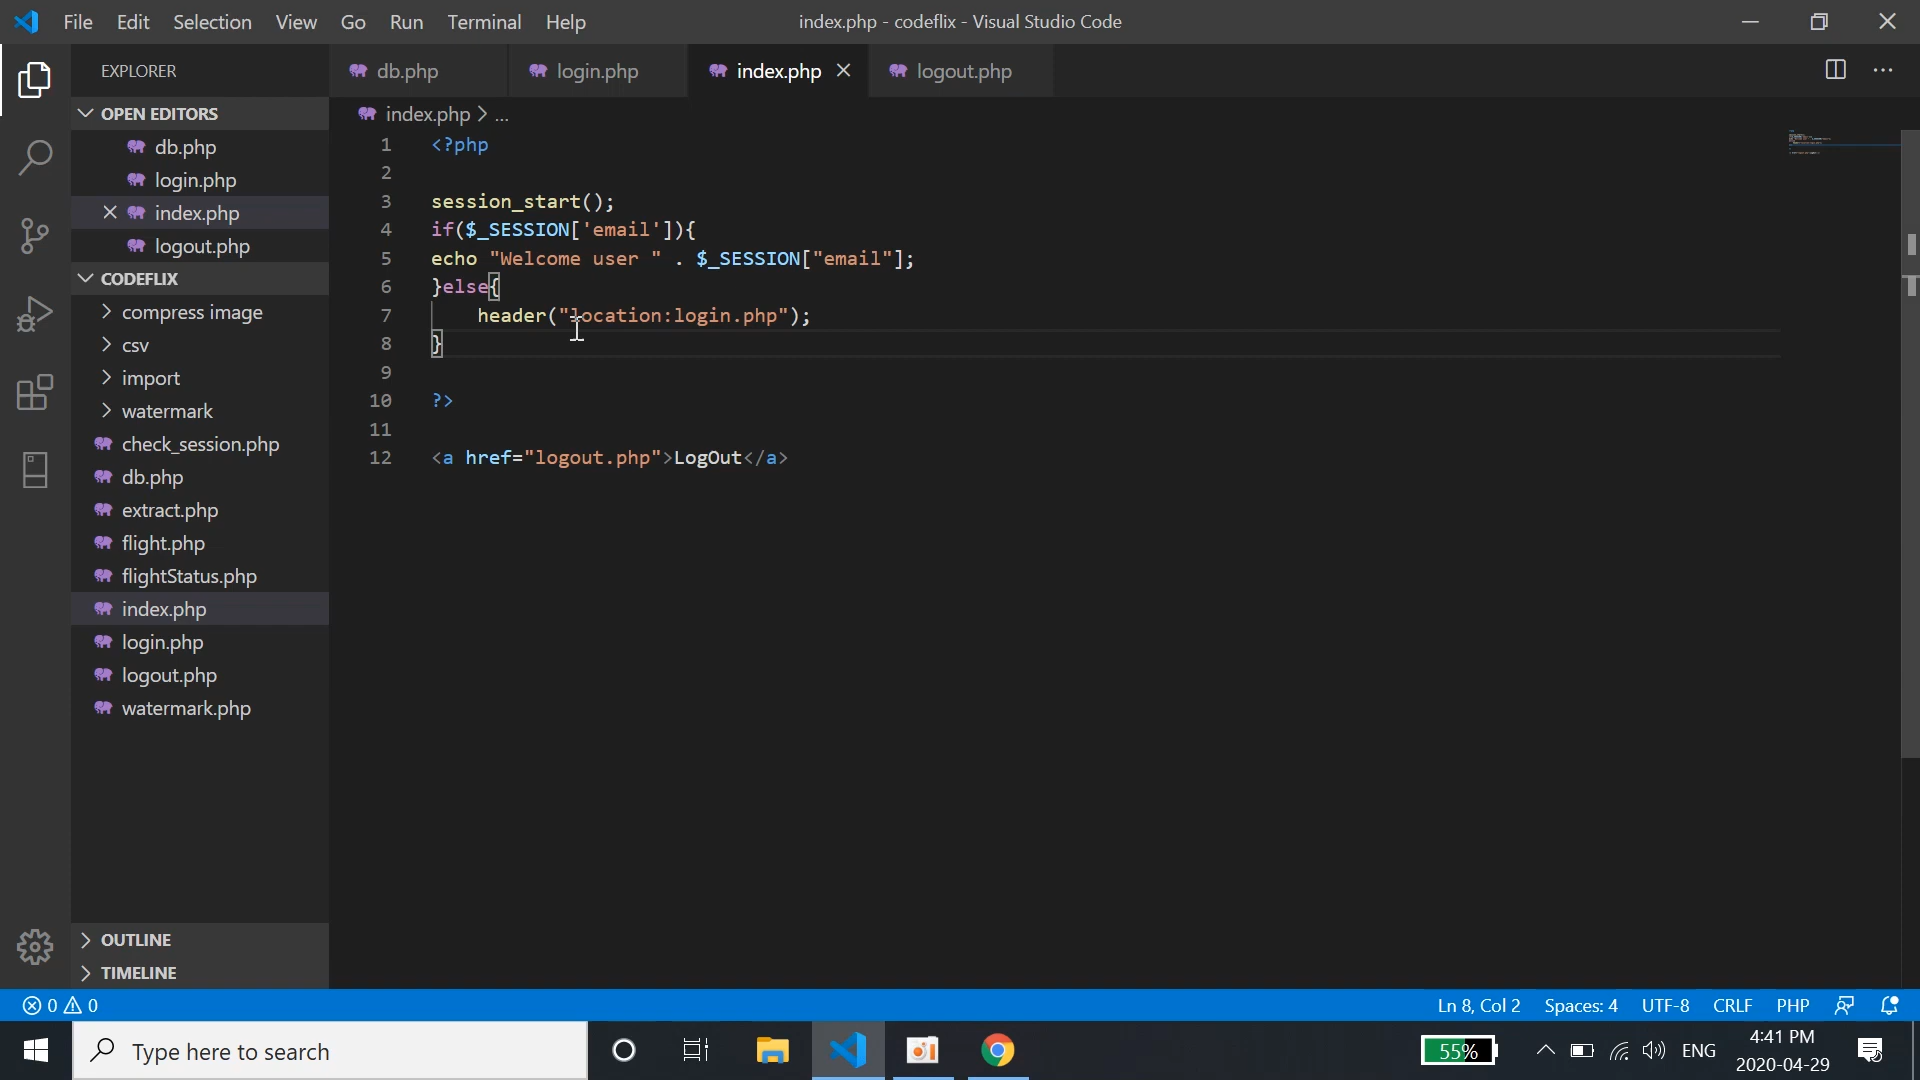 File Edit Selection View Go Run Terminal Help
index.php - codeflix - Visual Studio Code
EXPLORER
OPEN EDITORS
db.php
login.php
index.php
logout.php
CODEFLIX
compress image
csv
import
watermark
check_session.php
db.php
extract.php
flight.php
flightStatus.php
index.php
login.php
logout.php
watermark.php
OUTLINE
TIMELINE
db.php login.php index.php logout.php
index.php > ...
1 <?php
2
3 session_start();
4 if($_SESSION['email']){
5 echo "Welcome user " . $_SESSION["email"];
6 }else{
7 header("location:login.php");
8 }
9
10 ?>
11
12 <a href="logout.php">LogOut</a>
0 0
Ln 8, Col 2 Spaces: 4 UTF-8 CRLF PHP
Type here to search
55% ENG
4:41 PM
2020-04-29